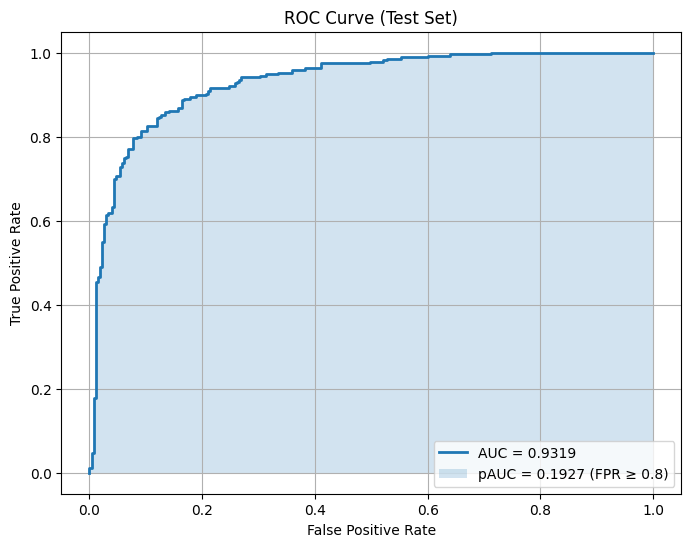 ROC Curve (Test Set)
1.0
0.8
0.6
0.4
0.2
0.0
True Positive Rate
AUC = 0.9319
pAUC = 0.1927 (FPR ≥ 0.8)
0.0 0.2 0.4 0.6 0.8 1.0
False Positive Rate